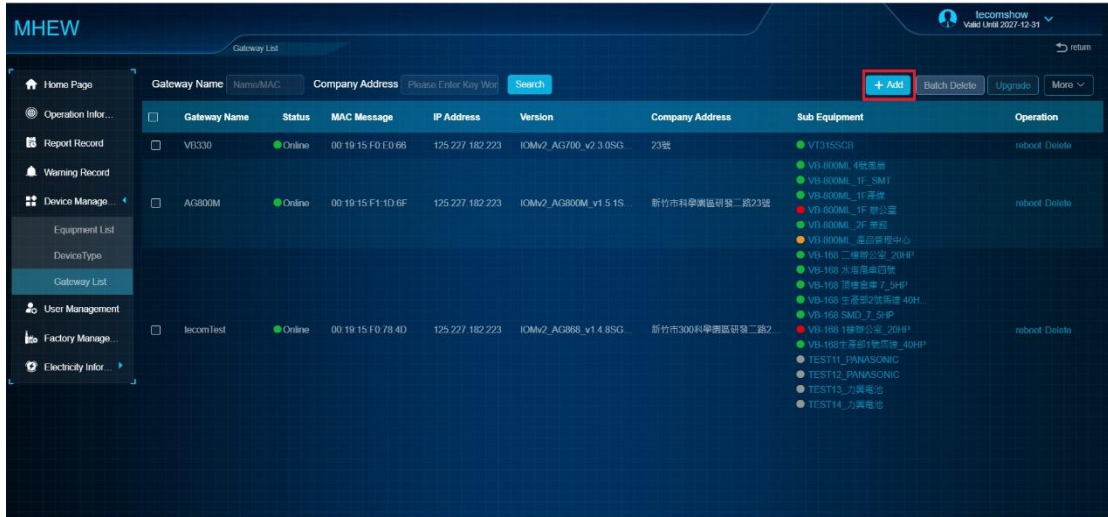 MHEW
tecomshow
Valid Until 2027-12-31
Gateway List
return
Home Page
Operation Infor...
Report Record
Warning Record
Device Manage...
Equipment List
DeviceType
Gateway List
User Management
Factory Manage...
Electricity Infor...
Gateway Name Name/MAC Company Address Please Enter Key Wor Search + Add Batch Delete Upgrade More
Gateway Name Status MAC Message IP Address Version Company Address Sub Equipment Operation
VB330 Online 00:19:15:F0:E0:66 125.227.182.223 IOMv2_AG700_v2.3.0SG... 23號 VT315SCB reboot Delete
AG800M Online 00:19:15:F1:1D:6F 125.227.182.223 IOMv2_AG800M_v1.5.1S... 新竹市科學園區研發二路23號 reboot Delete
VB-800ML 4號風扇
VB-800ML_1F_SMT
VB-800ML_1F產線
VB-800ML_1F 辦公室
VB-800ML_2F 業部
VB-800ML_產品管理中心
tecomTest Online 00:19:15:F0:78:4D 125.227.182.223 IOMv2_AG868_v1.4.8SG... 新竹市300科學園區研發二路2... reboot Delete
VB-168 二樓辦公室_20HP
VB-168 水塔馬車四號
VB-168 頂樓倉庫 7_5HP
VB-168 生產部2號馬達 40H...
VB-168 SMD_7_5HP
VB-168 1樓辦公室_20HP
VB-168生產部1號馬達_40HP
TEST11_PANASONIC
TEST12_PANASONIC
TEST13_力興電池
TEST14_力興電池